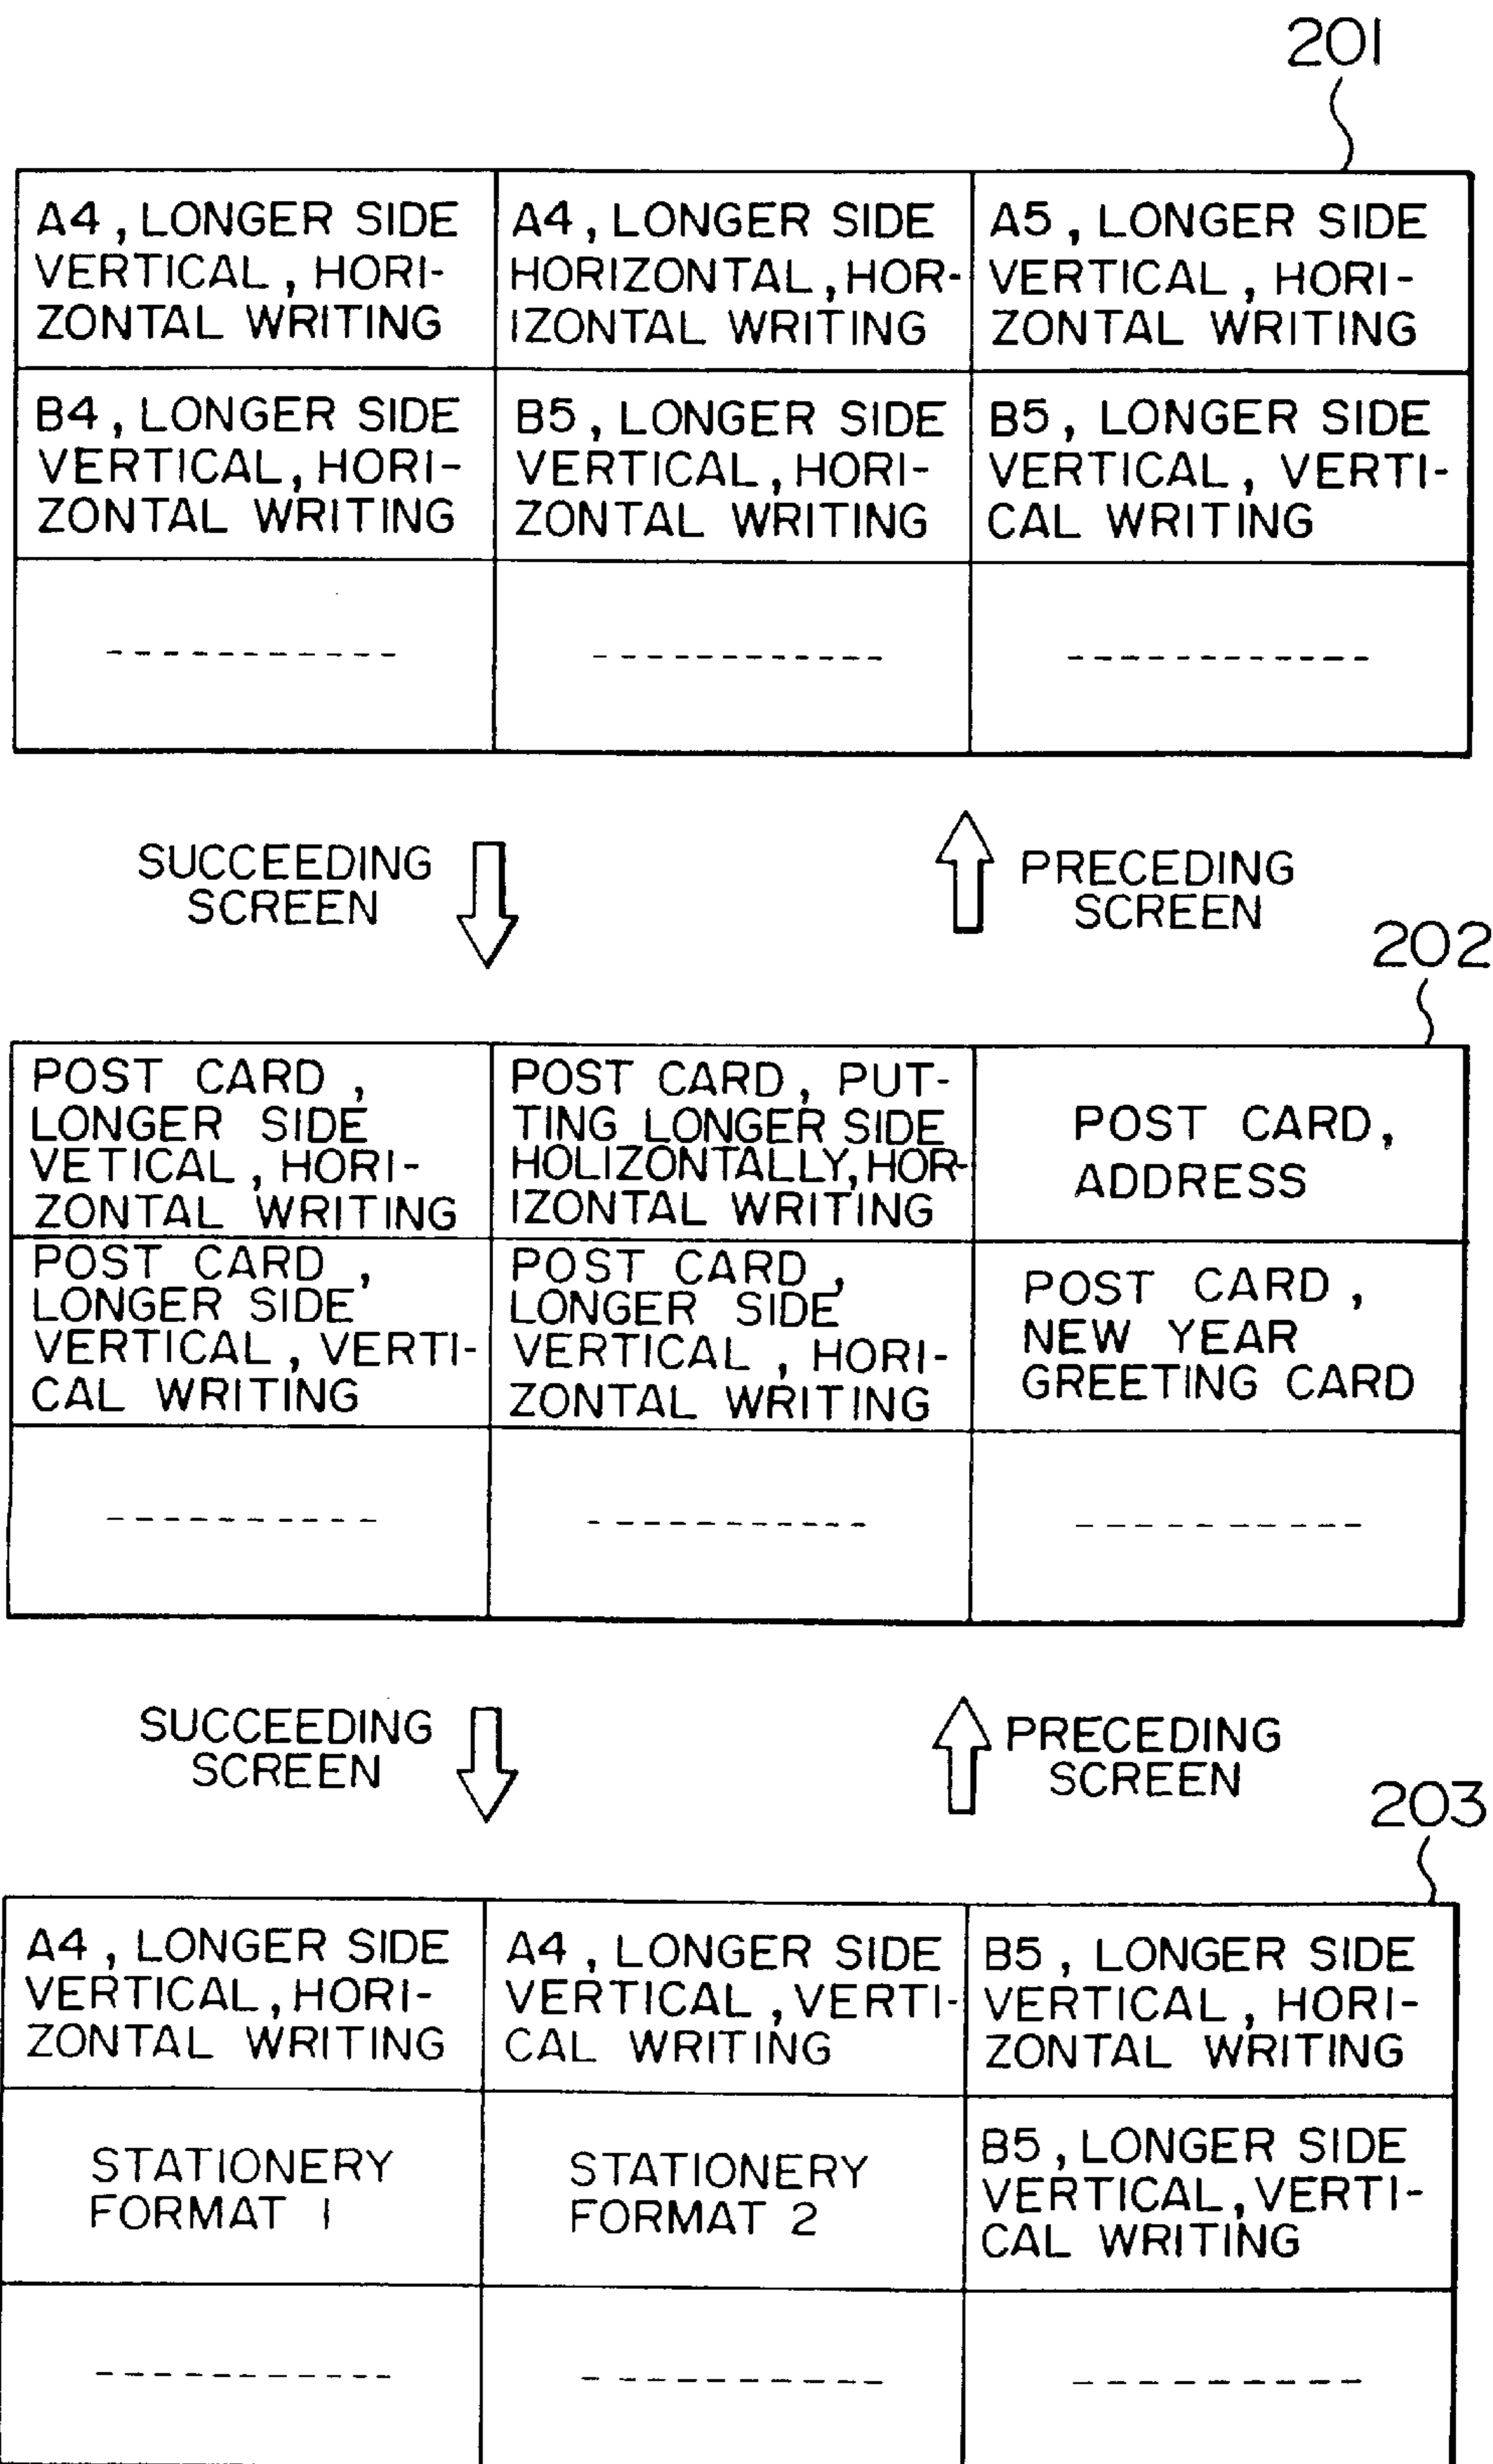 201
A4, LONGER SIDE
VERTICAL, HORI-
ZONTAL WRITING
A4, LONGER SIDE
HORIZONTAL, HOR-
IZONTAL WRITING
A5, LONGER SIDE
VERTICAL, HORI-
ZONTAL WRITING
B4, LONGER SIDE
VERTICAL, HORI-
ZONTAL WRITING
B5, LONGER SIDE
VERTICAL, HORI-
ZONTAL WRITING
B5, LONGER SIDE
VERTICAL, VERTI-
CAL WRITING
SUCCEEDING
SCREEN
PRECEDING
SCREEN
202
POST CARD,
LONGER SIDE
VETICAL, HORI-
ZONTAL WRITING
POST CARD, PUT-
TING LONGER SIDE
HOLIZONTALLY, HOR-
IZONTAL WRITING
POST CARD,
ADDRESS
POST CARD,
LONGER SIDE
VERTICAL, VERTI-
CAL WRITING
POST CARD,
LONGER SIDE
VERTICAL, HORI-
ZONTAL WRITING
POST CARD,
NEW YEAR
GREETING CARD
SUCCEEDING
SCREEN
PRECEDING
SCREEN
203
A4, LONGER SIDE
VERTICAL, HORI-
ZONTAL WRITING
A4, LONGER SIDE
VERTICAL, VERTI-
CAL WRITING
B5, LONGER SIDE
VERTICAL, HORI-
ZONTAL WRITING
STATIONERY
FORMAT 1
STATIONERY
FORMAT 2
B5, LONGER SIDE
VERTICAL, VERTI-
CAL WRITING